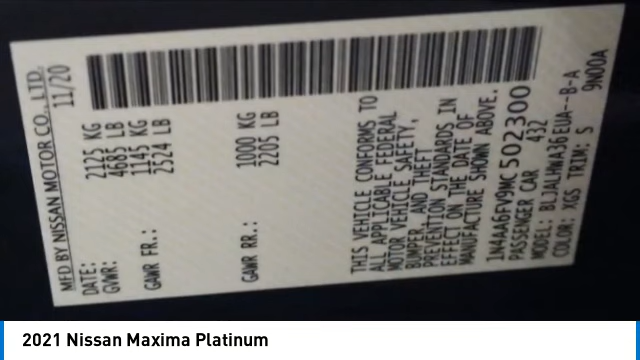 MFD BY NISSAN MOTOR CO., LTD.
DATE: 11/20
GVWR: 2125 KG
4685 LB
GAWR FR.: 1145 KG
2524 LB
GAWR RR.: 1000 KG
2205 LB
THIS VEHICLE CONFORMS TO
ALL APPLICABLE FEDERAL
MOTOR VEHICLE SAFETY,
BUMPER, AND THEFT
PREVENTION STANDARDS IN
EFFECT ON THE DATE OF
MANUFACTURE SHOWN ABOVE.
1N4AA6FV9MC502300
PASSENGER CAR 432
MODEL: BLJALHWA36EUA--B-A
COLOR: XGS TRIM: S 9N00A
2021 Nissan Maxima Platinum